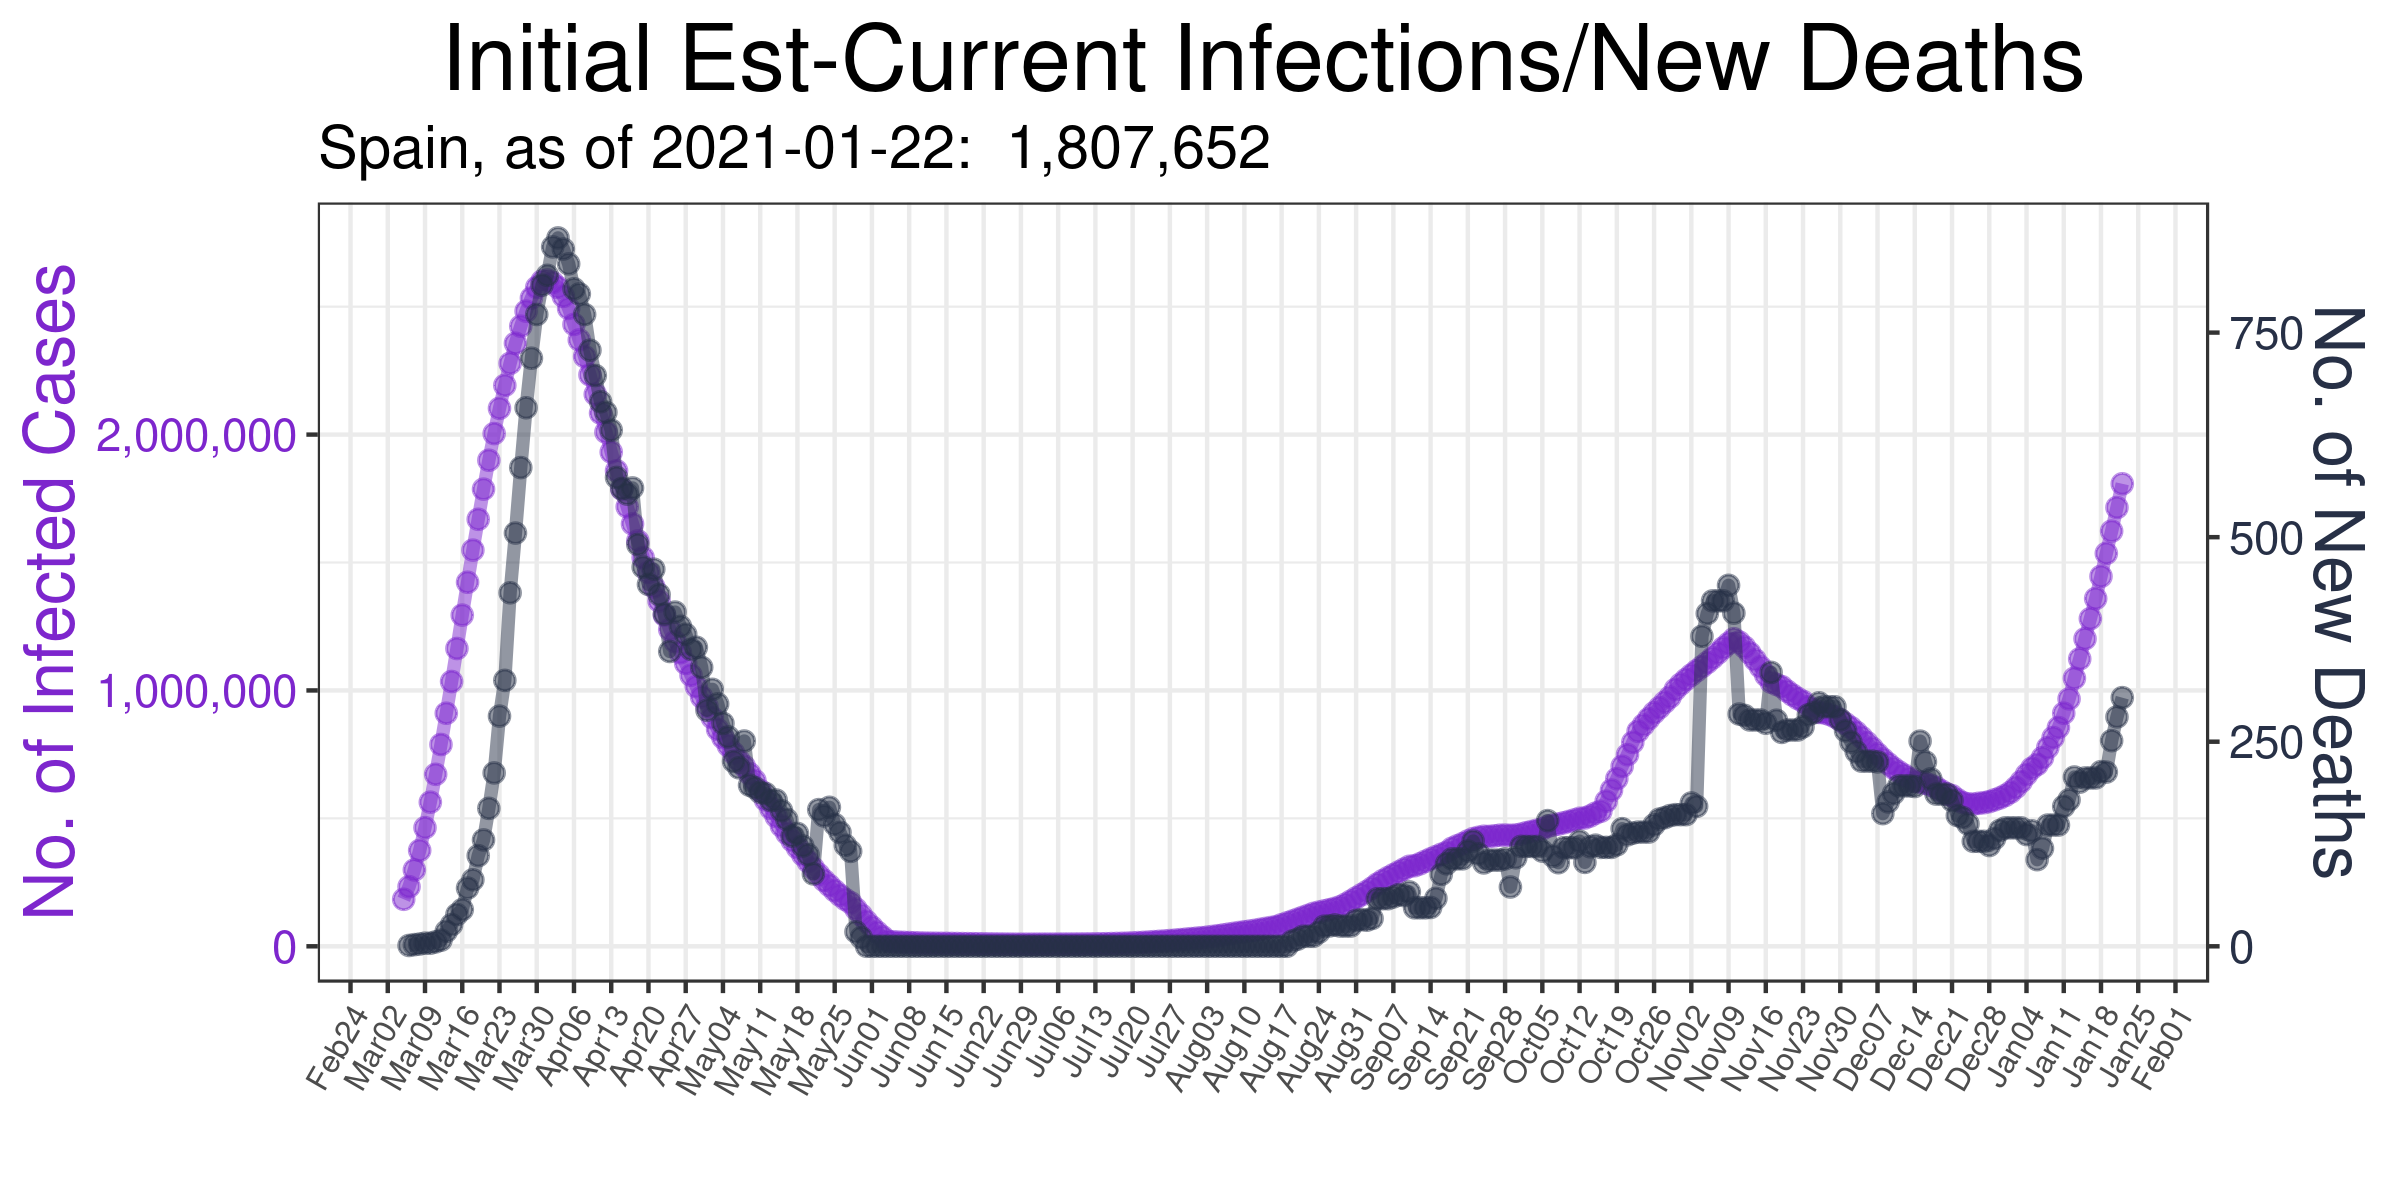 Initial Est-Current Infections/New Deaths
Spain, as of 2021-01-22:  1,807,652
No. of Infected Cases
2,000,000
1,000,000
0
750
500
250
0
No. of New Deaths
Feb24
Mar02
Mar09
Mar16
Mar23
Mar30
Apr06
Apr13
Apr20
Apr27
May04
May11
May18
May25
Jun01
Jun08
Jun15
Jun22
Jun29
Jul06
Jul13
Jul20
Jul27
Aug03
Aug10
Aug17
Aug24
Aug31
Sep07
Sep14
Sep21
Sep28
Oct05
Oct12
Oct19
Oct26
Nov02
Nov09
Nov16
Nov23
Nov30
Dec07
Dec14
Dec21
Dec28
Jan04
Jan11
Jan18
Jan25
Feb01